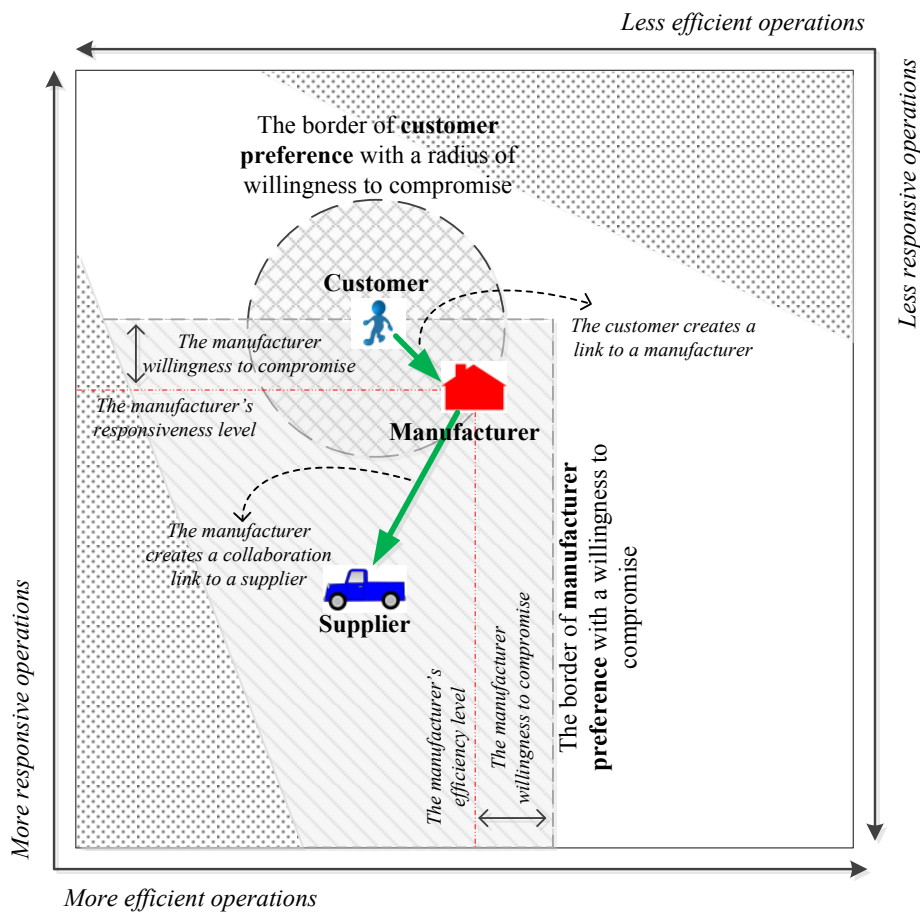 Less efficient operations
Less responsive operations
The border of customer
preference with a radius of
willingness to compromise
Customer
The customer creates a
link to a manufacturer
The manufacturer
willingness to compromise
The manufacturer's
responsiveness level
Manufacturer
The manufacturer
creates a collaboration
link to a supplier
Supplier
The manufacturer's
efficiency level
The manufacturer
willingness to compromise
The border of manufacturer
preference with a willingness to
compromise
More responsive operations
More efficient operations